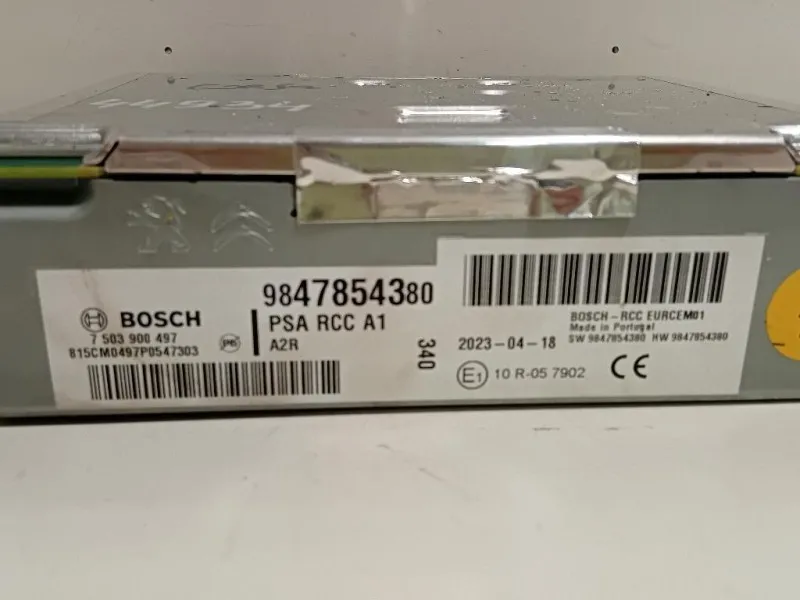 BOSCH
7 503 900 497
815CM0497P0547303
9847854380
PSA RCC A1
A2R
340
BOSCH-RCC EURCEM01
Made in Portugal
2023-04-18
SW 9847854380 HW 9847854380
E1
10 R-05 7902
CE